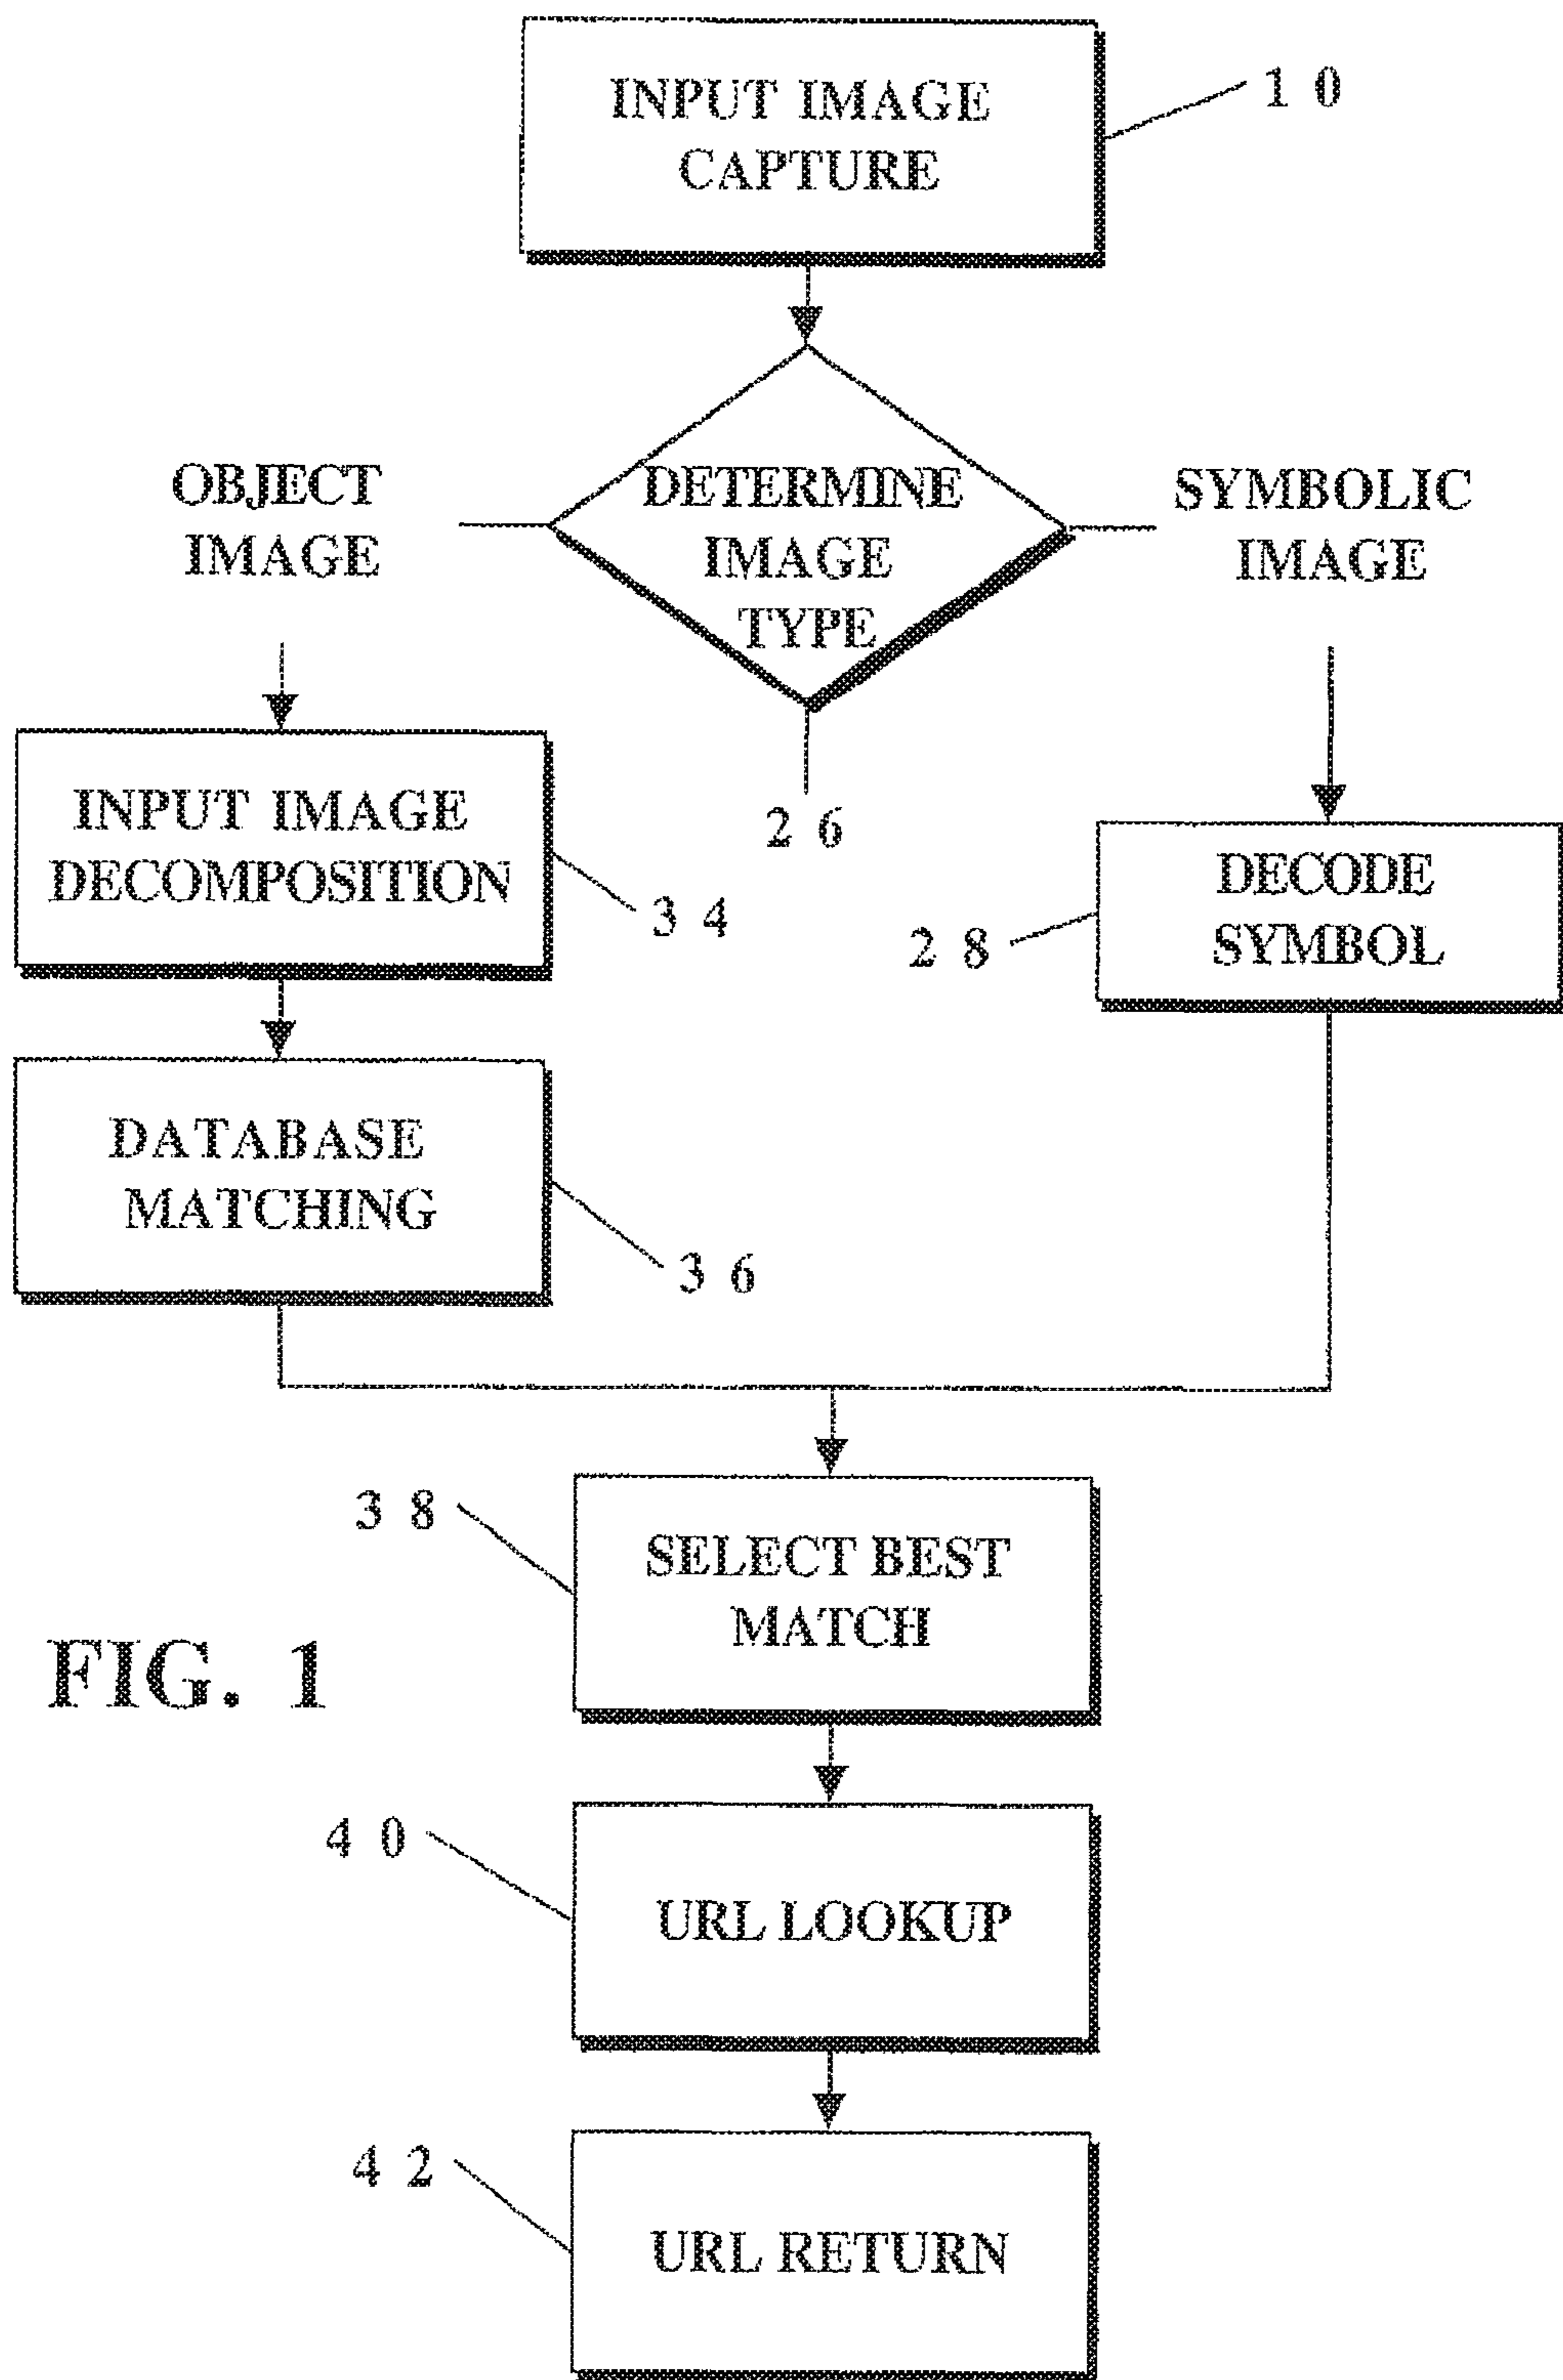 INPUT IMAGE
CAPTURE
1 0
OBJECT
IMAGE
DETERMINE
IMAGE
TYPE
SYMBOLIC
IMAGE
2 6
INPUT IMAGE
DECOMPOSITION
3 4
DECODE
SYMBOL
2 8
DATABASE
MATCHING
3 6
3 8
SELECT BEST
MATCH
FIG. 1
4 0
URL LOOKUP
4 2
URL RETURN